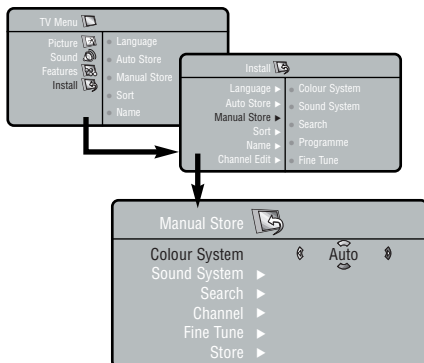 TV Menu
Picture
Sound
Features
Install
Language
Auto Store
Manual Store
Sort
Name
Install
Language
Auto Store
Manual Store
Sort
Name
Channel Edit
Colour System
Sound System
Search
Programme
Fine Tune
Manual Store
Colour System Auto
Sound System
Search
Channel
Fine Tune
Store